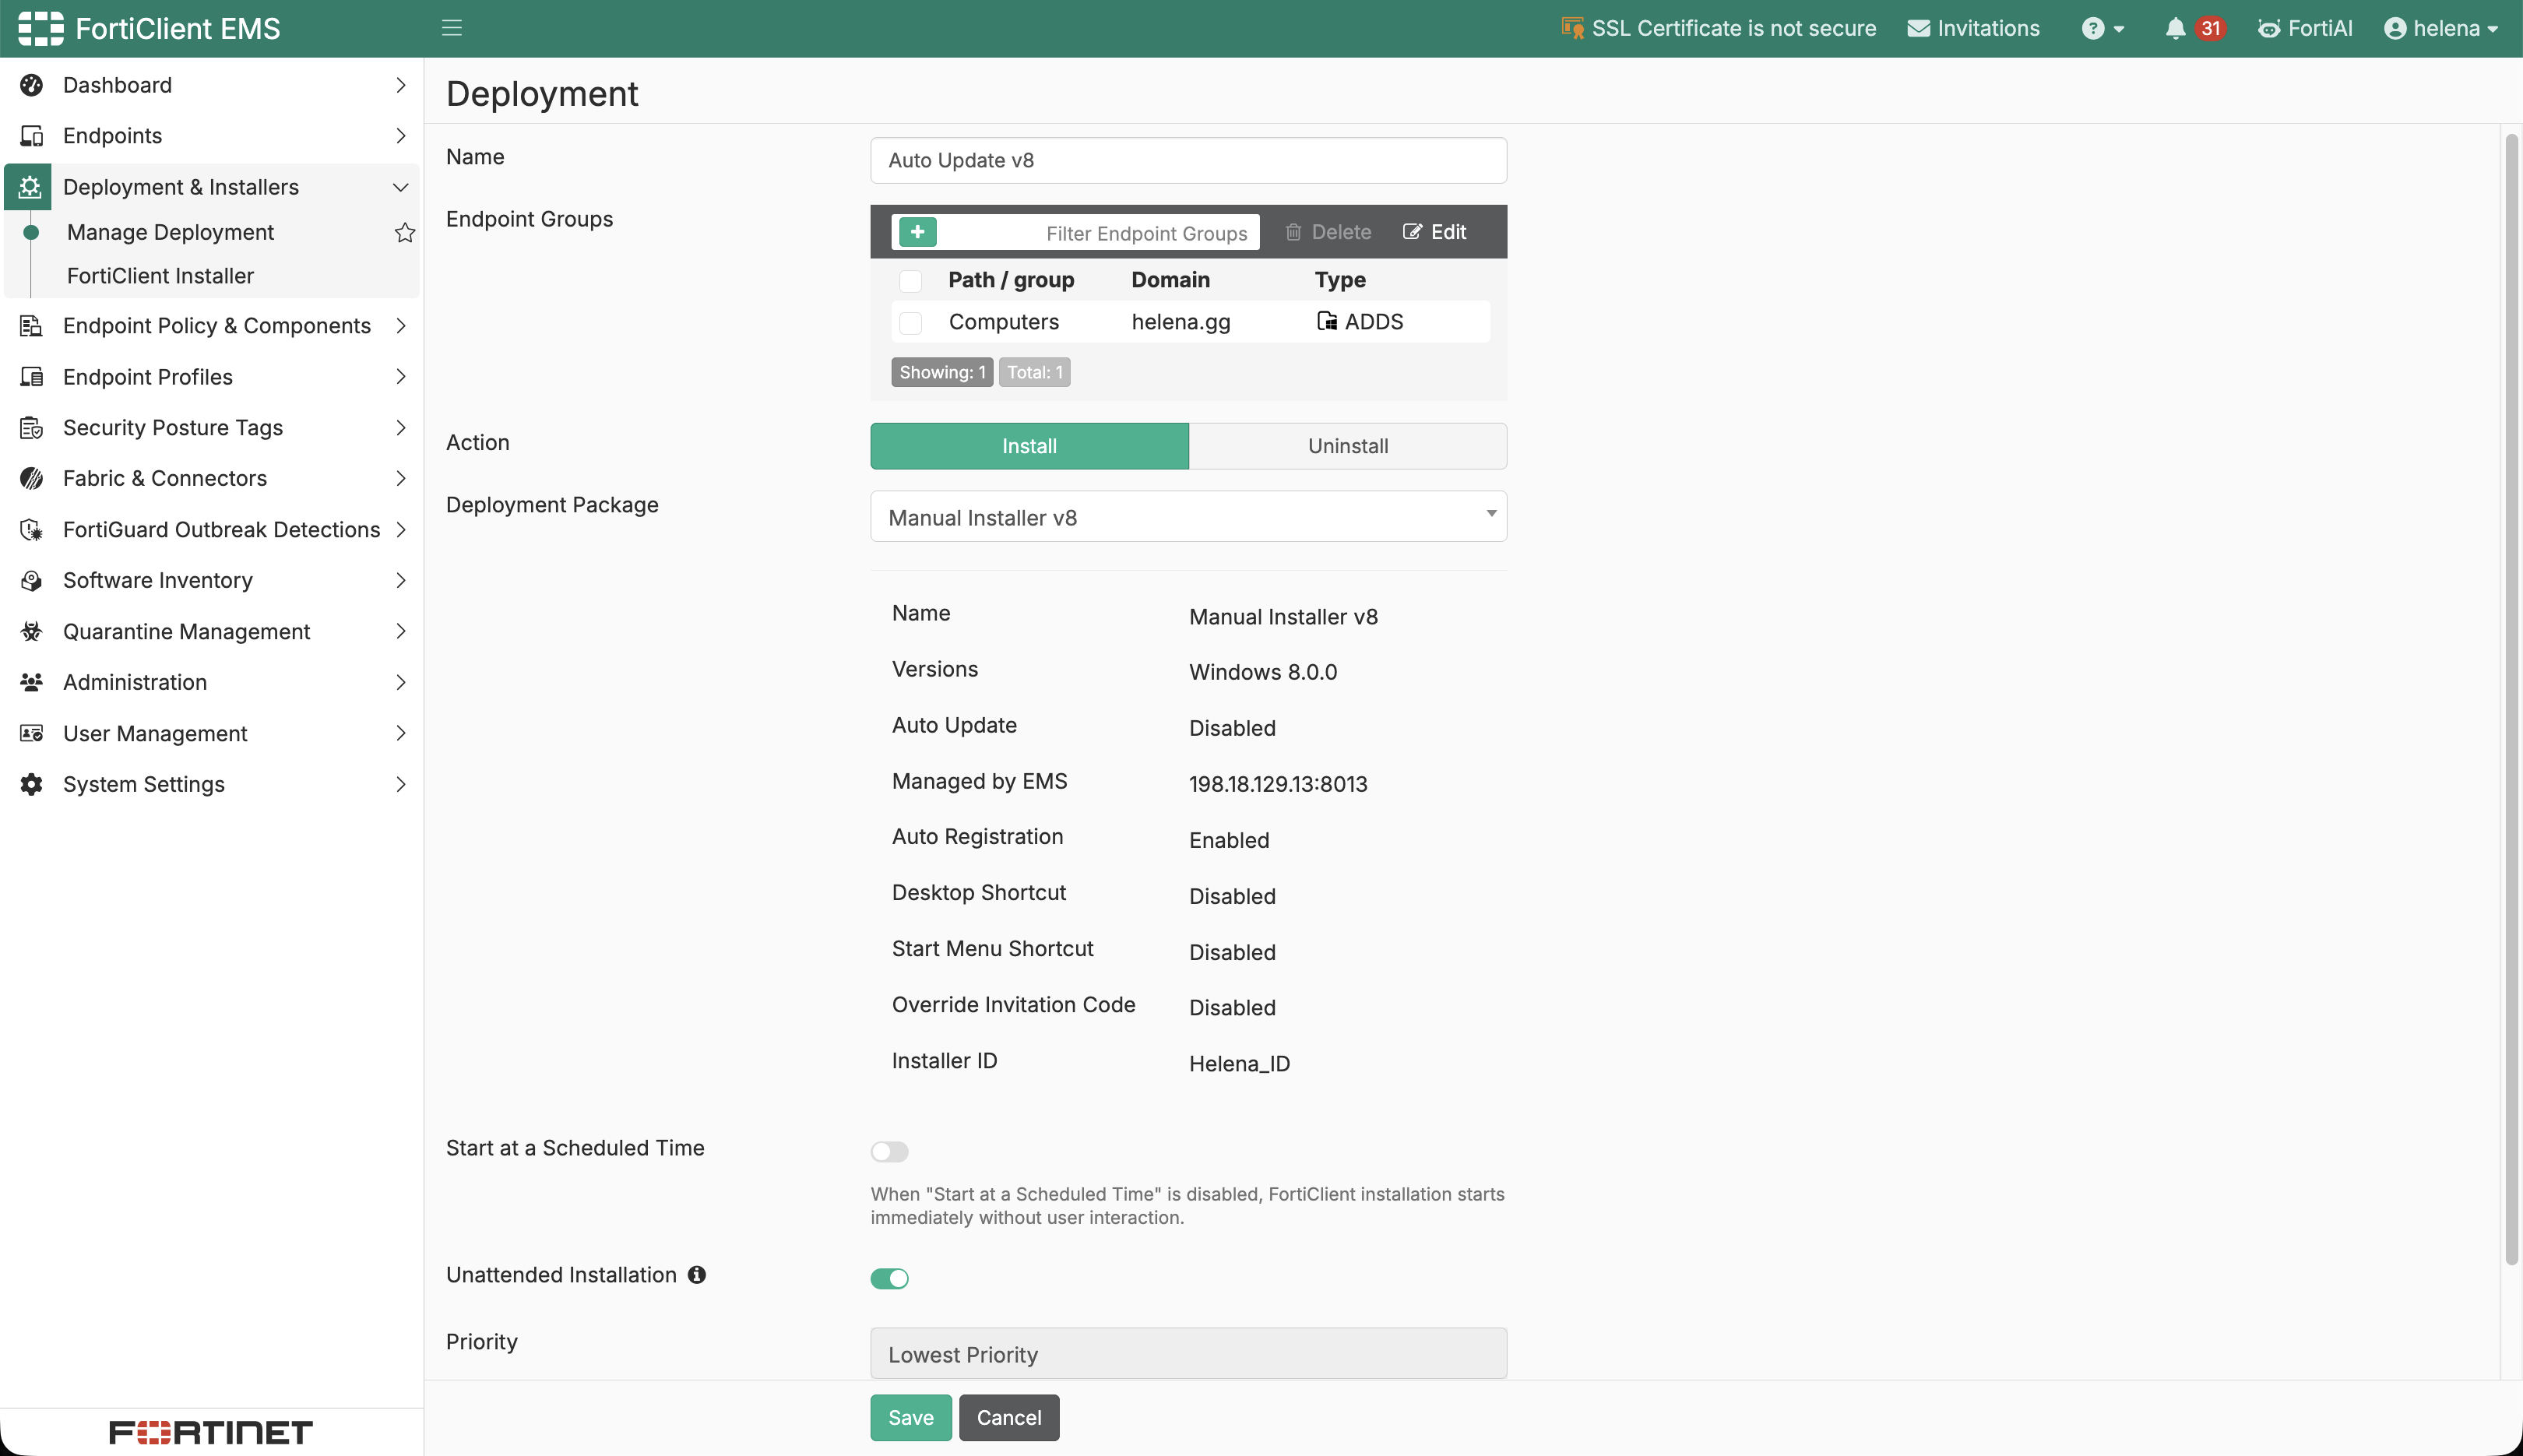 FortiClient EMS
SSL Certificate is not secure
Invitations
31
FortiAI
helena
Dashboard
Endpoints
Deployment & Installers
Manage Deployment
FortiClient Installer
Endpoint Policy & Components
Endpoint Profiles
Security Posture Tags
Fabric & Connectors
FortiGuard Outbreak Detections
Software Inventory
Quarantine Management
Administration
User Management
System Settings
FORTINET
Deployment
Name
Auto Update v8
Endpoint Groups
Filter Endpoint Groups
Delete
Edit
Path / group Domain Type
Computers helena.gg ADDS
Showing: 1 Total: 1
Action
Install Uninstall
Deployment Package
Manual Installer v8
Name Manual Installer v8
Versions Windows 8.0.0
Auto Update Disabled
Managed by EMS 198.18.129.13:8013
Auto Registration Enabled
Desktop Shortcut Disabled
Start Menu Shortcut Disabled
Override Invitation Code Disabled
Installer ID Helena_ID
Start at a Scheduled Time
When "Start at a Scheduled Time" is disabled, FortiClient installation starts
immediately without user interaction.
Unattended Installation
Priority
Lowest Priority
Save Cancel